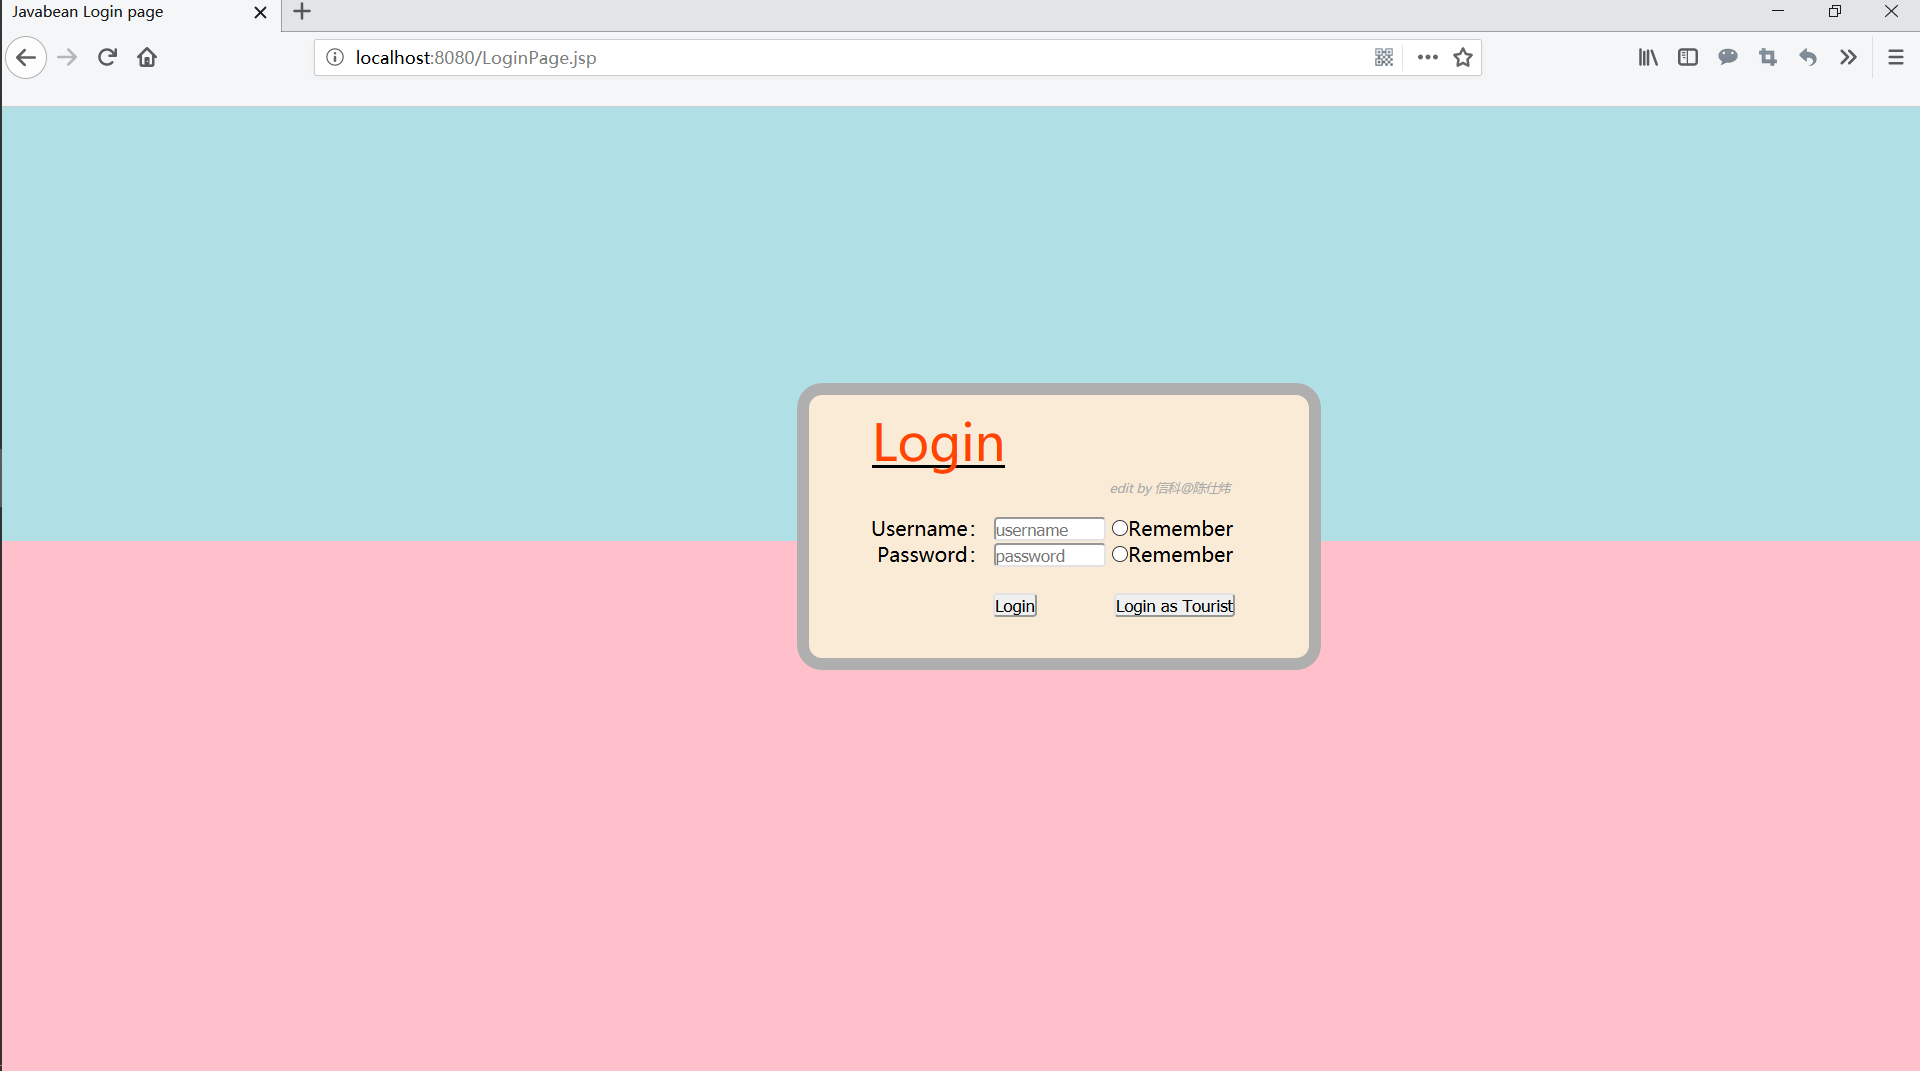 Javabean Login page
localhost:8080/LoginPage.jsp
Login
edit by 信科@陈仕炜
Username： username Remember
Password： password Remember
Login Login as Tourist